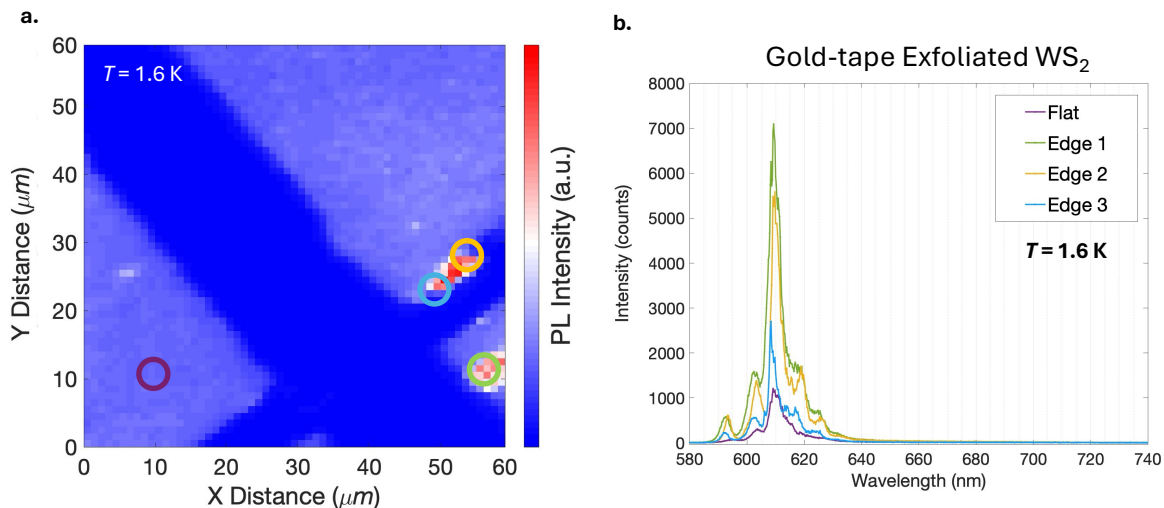 a.
T = 1.6 K
60
50
40
30
20
10
0
0 10 20 30 40 50 60
X Distance (μm)
Y Distance (μm)
PL Intensity (a.u.)
b.
Gold-tape Exfoliated WS₂
8000
7000
6000
5000
4000
3000
2000
1000
0
580 600 620 640 660 680 700 720 740
Wavelength (nm)
Intensity (counts)
Flat
Edge 1
Edge 2
Edge 3
T = 1.6 K